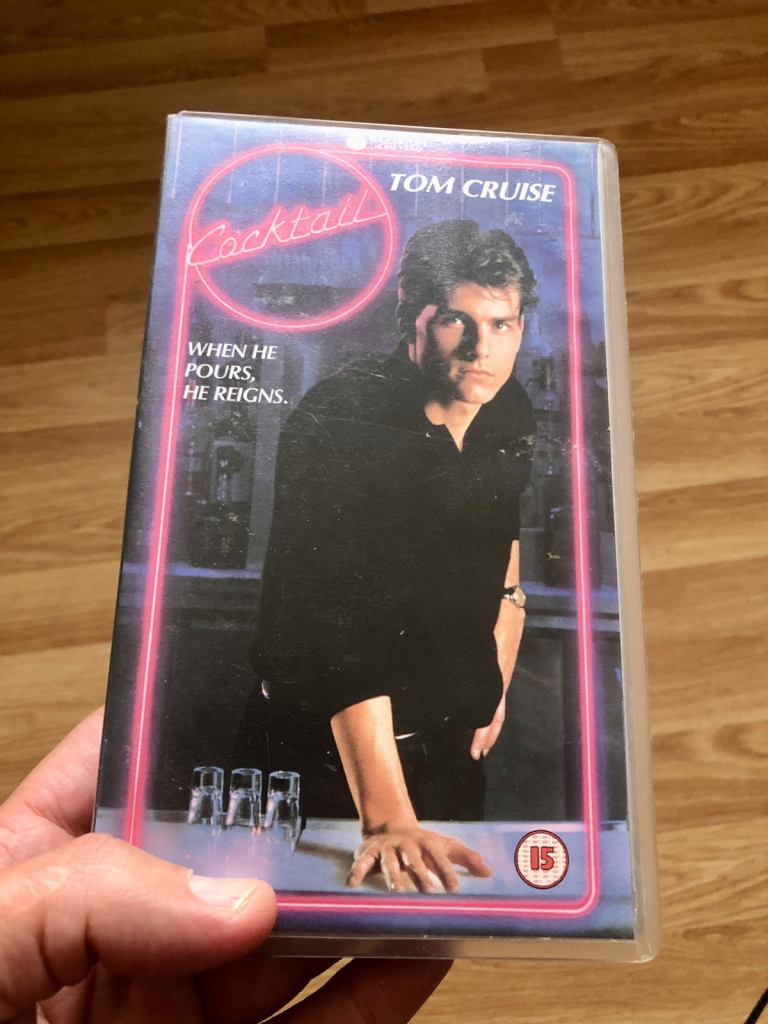 TOM CRUISE
Cocktail
WHEN HE
POURS,
HE REIGNS.
15